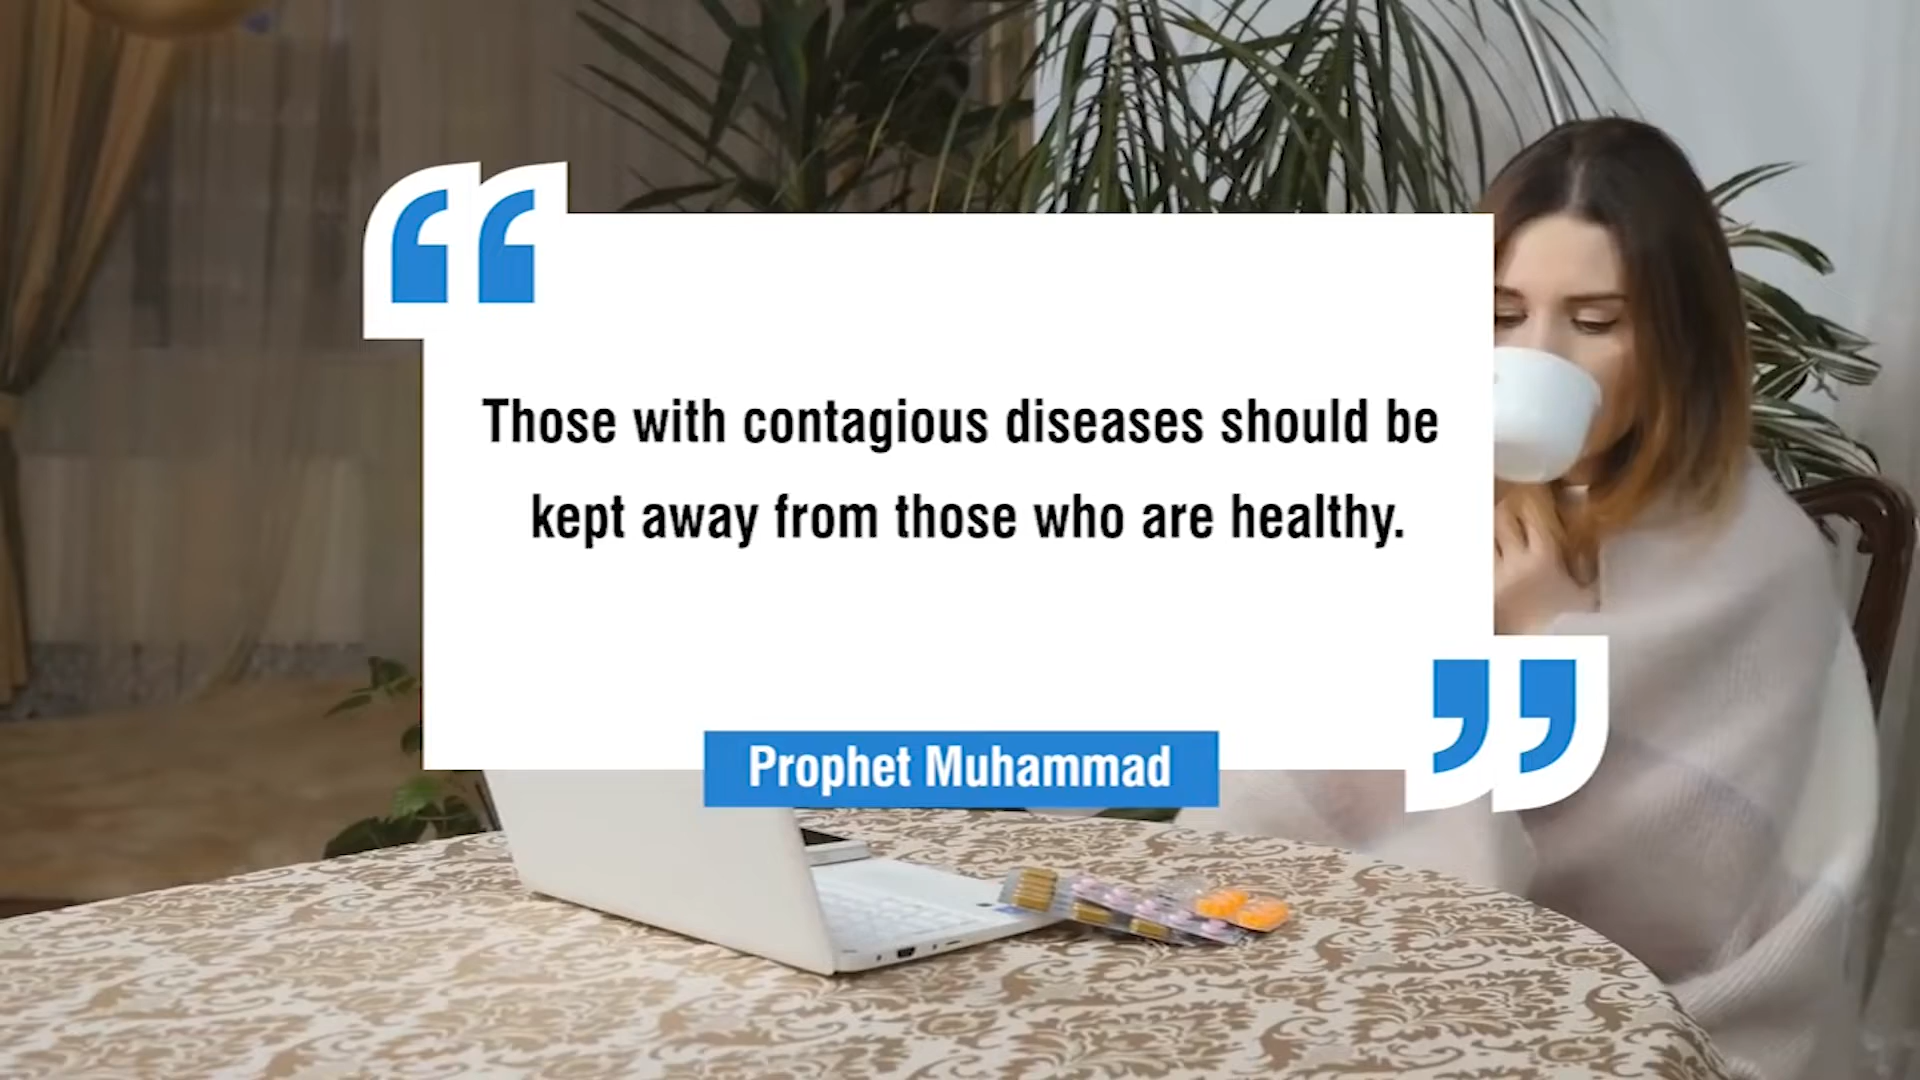 Those with contagious diseases should be
kept away from those who are healthy.
Prophet Muhammad